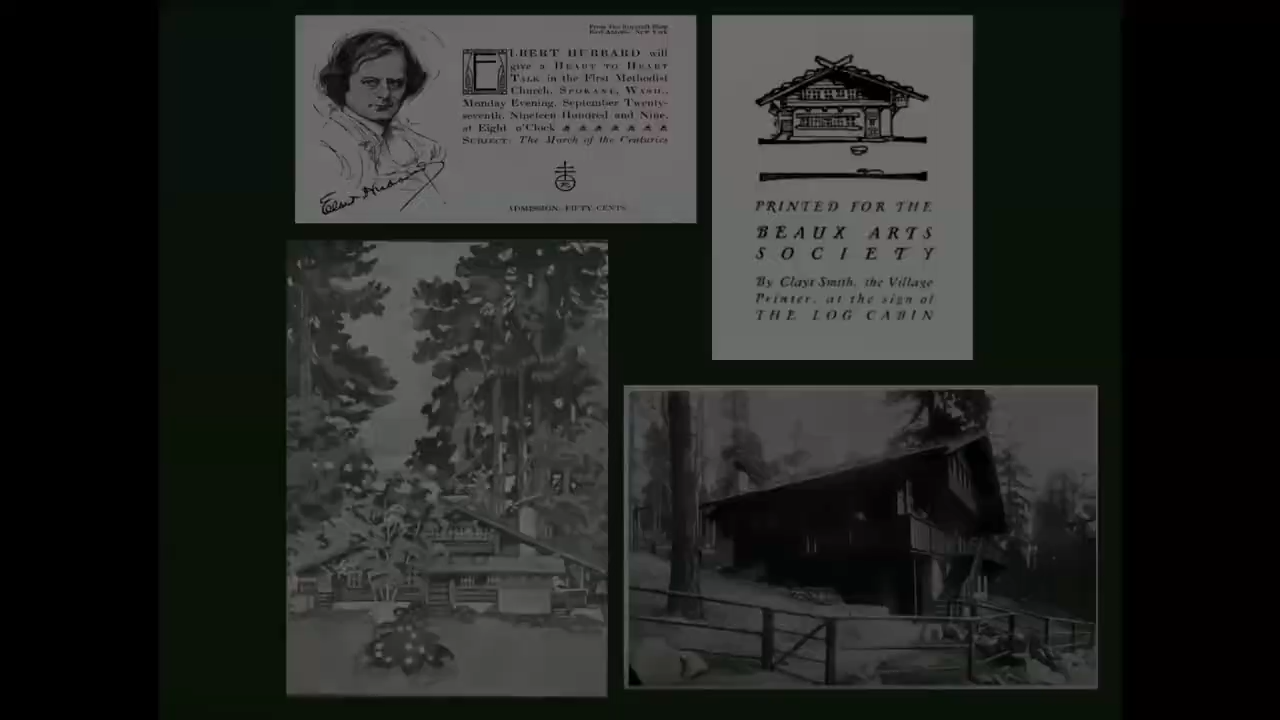 From The Roycroft Shop
East Aurora, New York
ELBERT HUBBARD will
give a HEART TO HEART
TALK in the First Methodist
Church, SPOKANE, WASH.,
Monday Evening, September Twenty-
seventh, Nineteen Hundred and Nine,
at Eight o'Clock
SUBJECT: The March of the Centuries
ADMISSION, FIFTY CENTS
Elbert Hubbard
PRINTED FOR THE
BEAUX ARTS
SOCIETY
By Clayt Smith, the Village
Printer, at the sign of
THE LOG CABIN